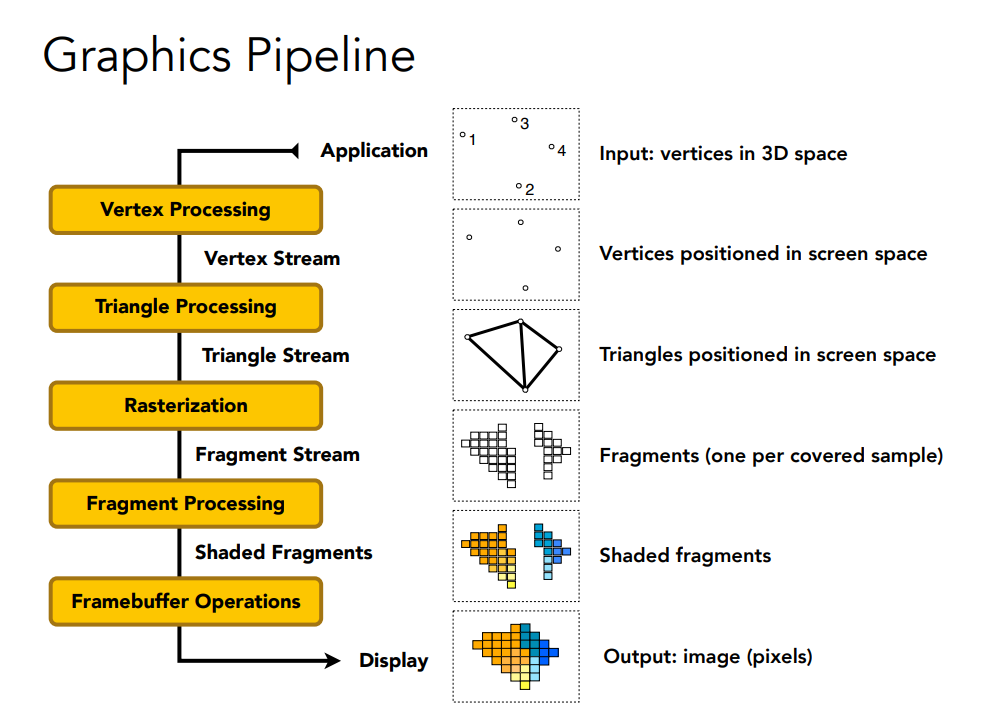 Graphics Pipeline
Application
1
3
4
2
Input: vertices in 3D space
Vertex Processing
Vertex Stream
Vertices positioned in screen space
Triangle Processing
Triangle Stream
Triangles positioned in screen space
Rasterization
Fragment Stream
Fragments (one per covered sample)
Fragment Processing
Shaded Fragments
Shaded fragments
Framebuffer Operations
Display
Output: image (pixels)